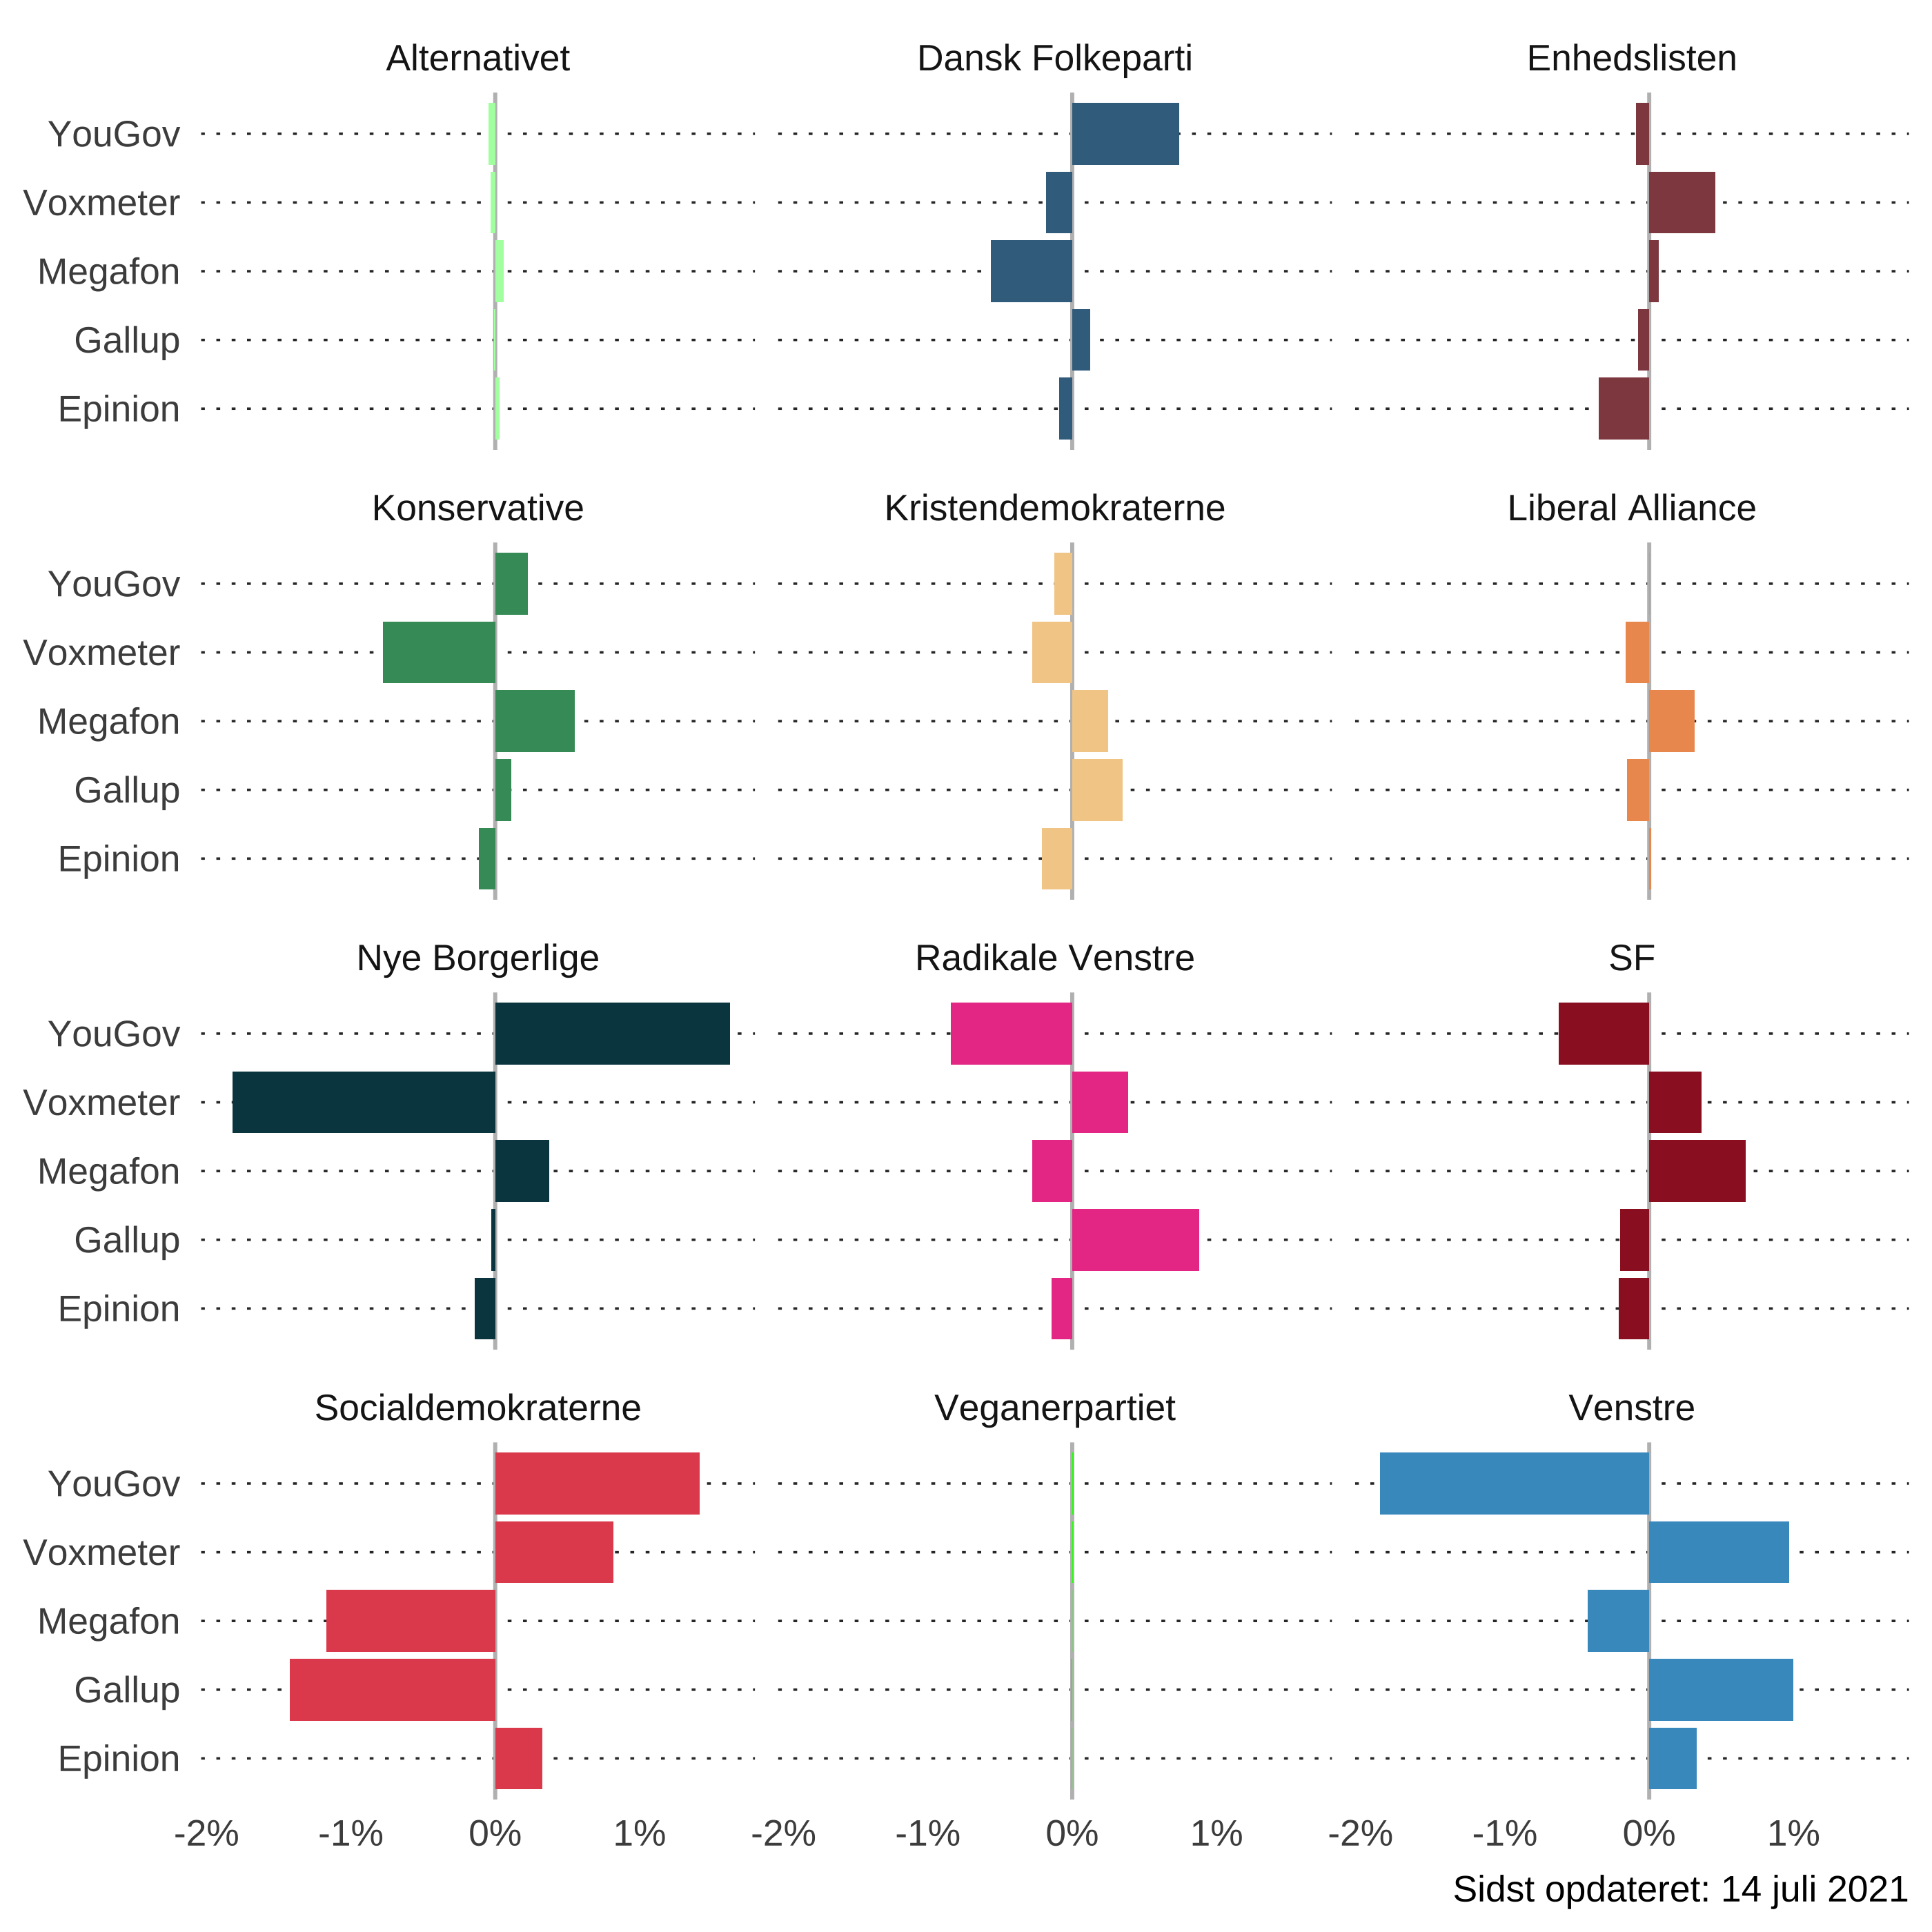 Alternativet Dansk Folkeparti Enhedslisten
YouGov
Voxmeter
Megafon
Gallup
Epinion
Konservative Kristendemokraterne Liberal Alliance
YouGov
Voxmeter
Megafon
Gallup
Epinion
Nye Borgerlige Radikale Venstre SF
YouGov
Voxmeter
Megafon
Gallup
Epinion
Socialdemokraterne Veganerpartiet Venstre
YouGov
Voxmeter
Megafon
Gallup
Epinion
-2% -1% 0% 1% -2% -1% 0% 1% -2% -1% 0% 1%
Sidst opdateret: 14 juli 2021